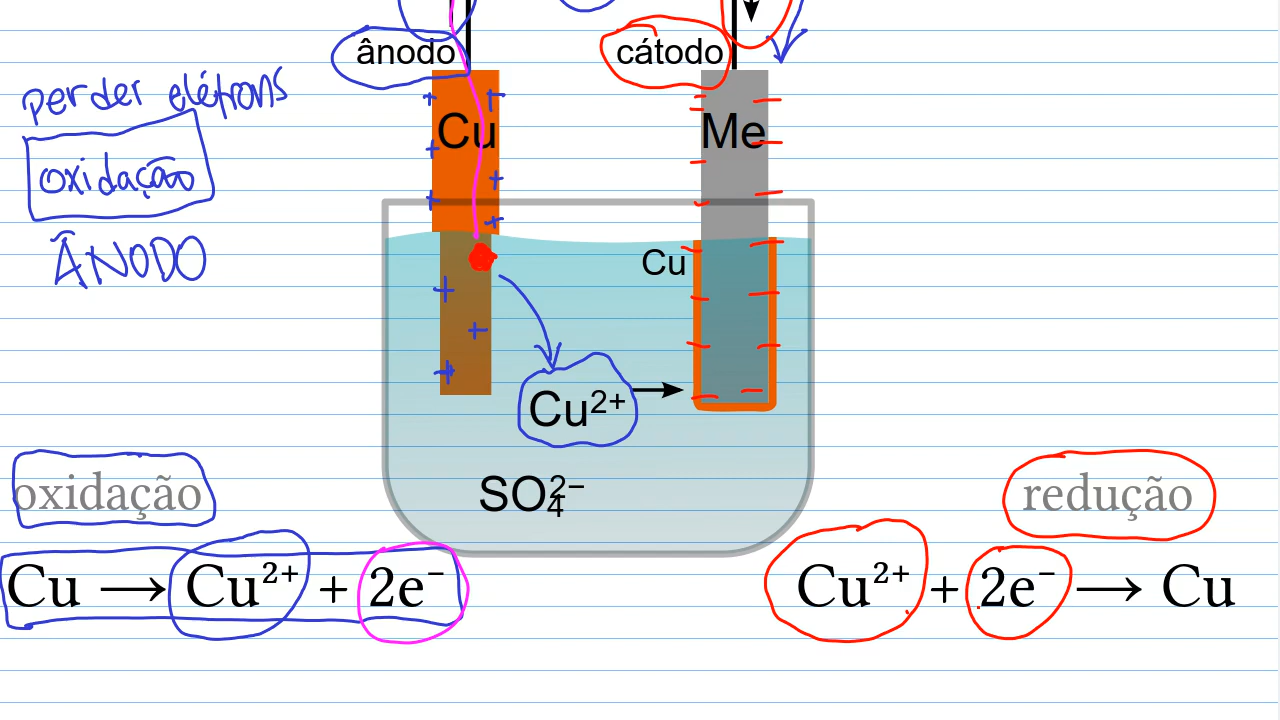 ânodo
cátodo
perder elétrons
Cu
Me
oxidação
ÂNODO
Cu
Cu²⁺
SO₄²⁻
oxidação
redução
Cu ⟶ Cu²⁺ + 2e⁻
Cu²⁺ + 2e⁻ ⟶ Cu